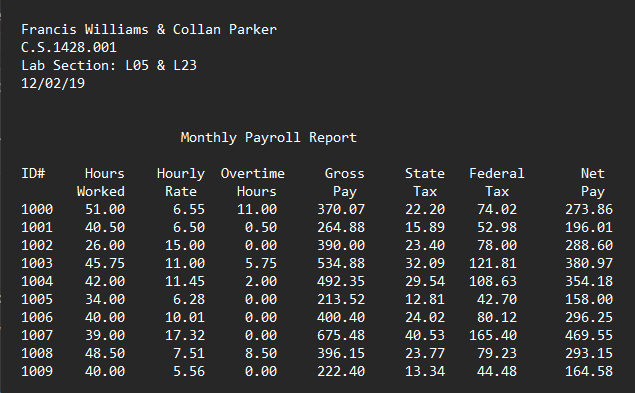 Francis Williams & Collan Parker
C.S.1428.001
Lab Section: L05 & L23
12/02/19
Monthly Payroll Report
ID# Hours Hourly Overtime Gross State Federal Net
Worked Rate Hours Pay Tax Tax Pay
1000 51.00 6.55 11.00 370.07 22.20 74.02 273.86
1001 40.50 6.50 0.50 264.88 15.89 52.98 196.01
1002 26.00 15.00 0.00 390.00 23.40 78.00 288.60
1003 45.75 11.00 5.75 534.88 32.09 121.81 380.97
1004 42.00 11.45 2.00 492.35 29.54 108.63 354.18
1005 34.00 6.28 0.00 213.52 12.81 42.70 158.00
1006 40.00 10.01 0.00 400.40 24.02 80.12 296.25
1007 39.00 17.32 0.00 675.48 40.53 165.40 469.55
1008 48.50 7.51 8.50 396.15 23.77 79.23 293.15
1009 40.00 5.56 0.00 222.40 13.34 44.48 164.58